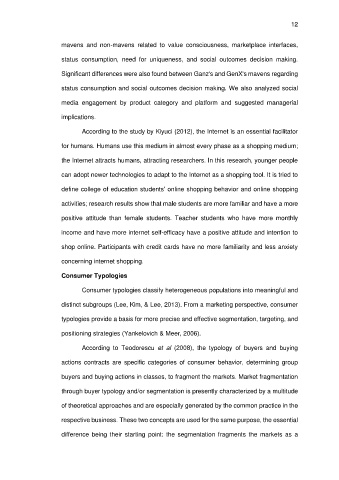 12
mavens and non-mavens related to value consciousness, marketplace interfaces,
status consumption, need for uniqueness, and social outcomes decision making.
Significant differences were also found between Ganz's and GenX's mavens regarding
status consumption and social outcomes decision making. We also analyzed social
media engagement by product category and platform and suggested managerial
implications.
According to the study by Kiyuci (2012), the Internet is an essential facilitator
for humans. Humans use this medium in almost every phase as a shopping medium;
the Internet attracts humans, attracting researchers. In this research, younger people
can adopt newer technologies to adapt to the Internet as a shopping tool. It is tried to
define college of education students' online shopping behavior and online shopping
activities; research results show that male students are more familiar and have a more
positive attitude than female students. Teacher students who have more monthly
income and have more internet self-efficacy have a positive attitude and intention to
shop online. Participants with credit cards have no more familiarity and less anxiety
concerning internet shopping.
Consumer Typologies
Consumer typologies classify heterogeneous populations into meaningful and
distinct subgroups (Lee, Kim, & Lee, 2013). From a marketing perspective, consumer
typologies provide a basis for more precise and effective segmentation, targeting, and
positioning strategies (Yankelovich & Meer, 2006).
According to Teodorescu et al (2008), the typology of buyers and buying
actions contracts are specific categories of consumer behavior, determining group
buyers and buying actions in classes, to fragment the markets. Market fragmentation
through buyer typology and/or segmentation is presently characterized by a multitude
of theoretical approaches and are especially generated by the common practice in the
respective business. These two concepts are used for the same purpose, the essential
difference being their starting point: the segmentation fragments the markets as a